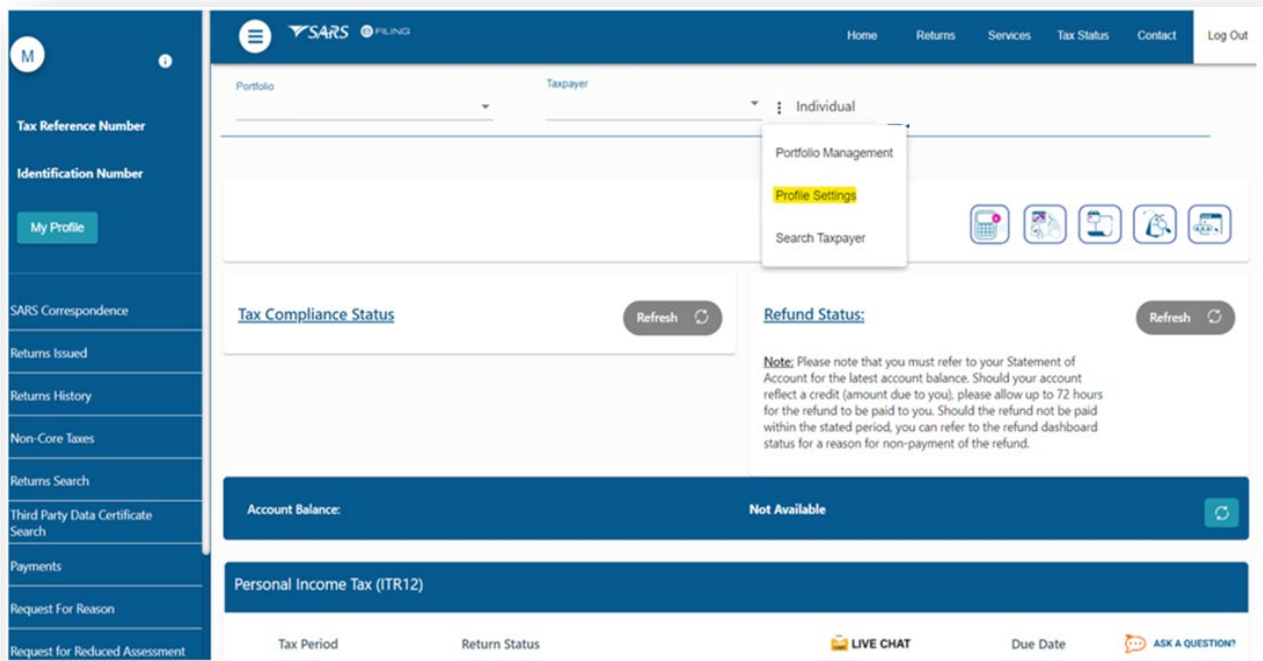 M
i
Tax Reference Number
Identification Number
My Profile
SARS Correspondence
Returns Issued
Returns History
Non-Core Taxes
Returns Search
Third Party Data Certificate
Search
Payments
Request For Reason
Request for Reduced Assessment
SARS e FILING
Home Returns Services Tax Status Contact Log Out
Portfolio Taxpayer
Individual
Portfolio Management
Profile Settings
Search Taxpayer
Tax Compliance Status Refresh
Refund Status: Refresh
Note: Please note that you must refer to your Statement of
Account for the latest account balance. Should your account
reflect a credit (amount due to you), please allow up to 72 hours
for the refund to be paid to you. Should the refund not be paid
within the stated period, you can refer to the refund dashboard
status for a reason for non-payment of the refund.
Account Balance: Not Available
Personal Income Tax (ITR12)
Tax Period Return Status LIVE CHAT Due Date ASK A QUESTION?